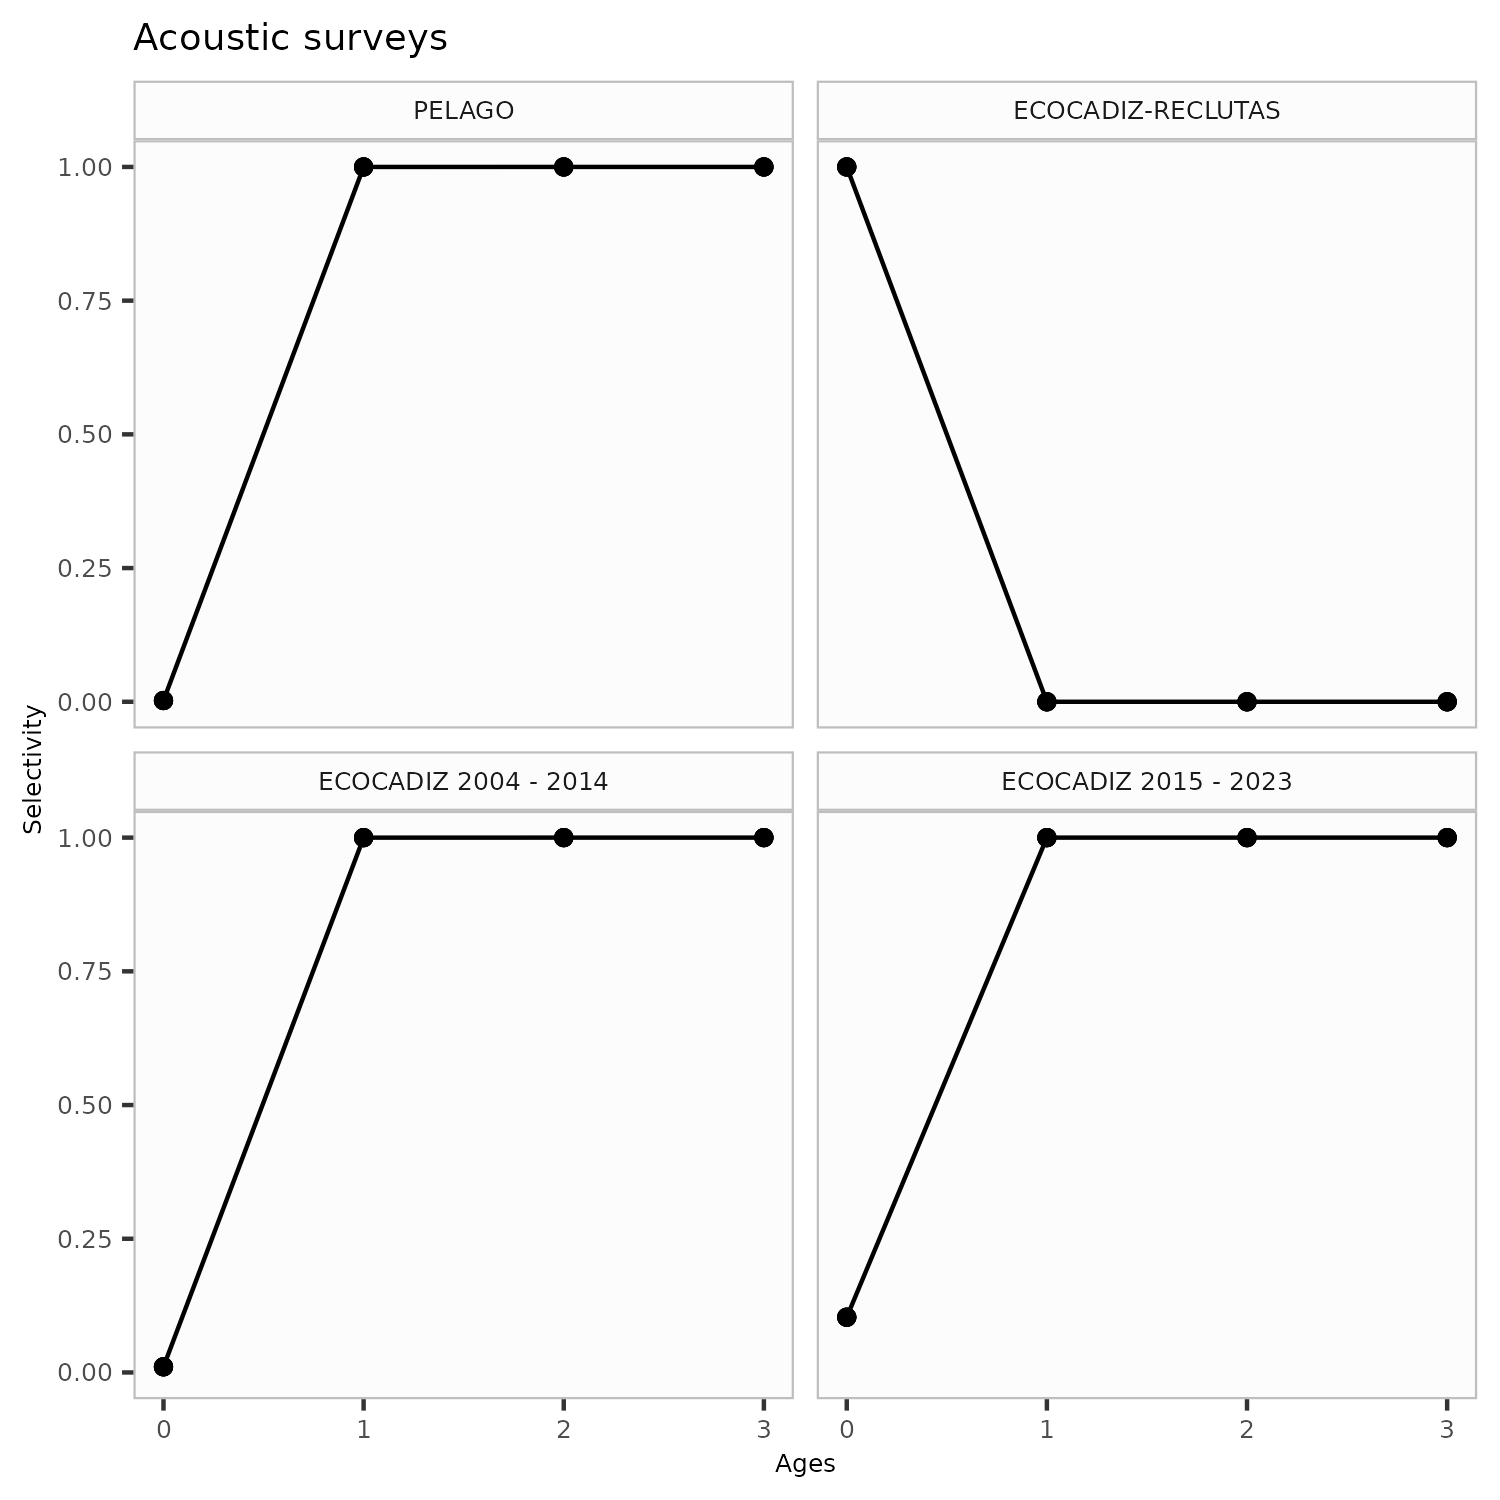 Acoustic surveys
PELAGO
ECOCADIZ-RECLUTAS
1.00
0.75
0.50
0.25
0.00
Selectivity
ECOCADIZ 2004 - 2014
ECOCADIZ 2015 - 2023
1.00
0.75
0.50
0.25
0.00
0 1 2 3 0 1 2 3
Ages